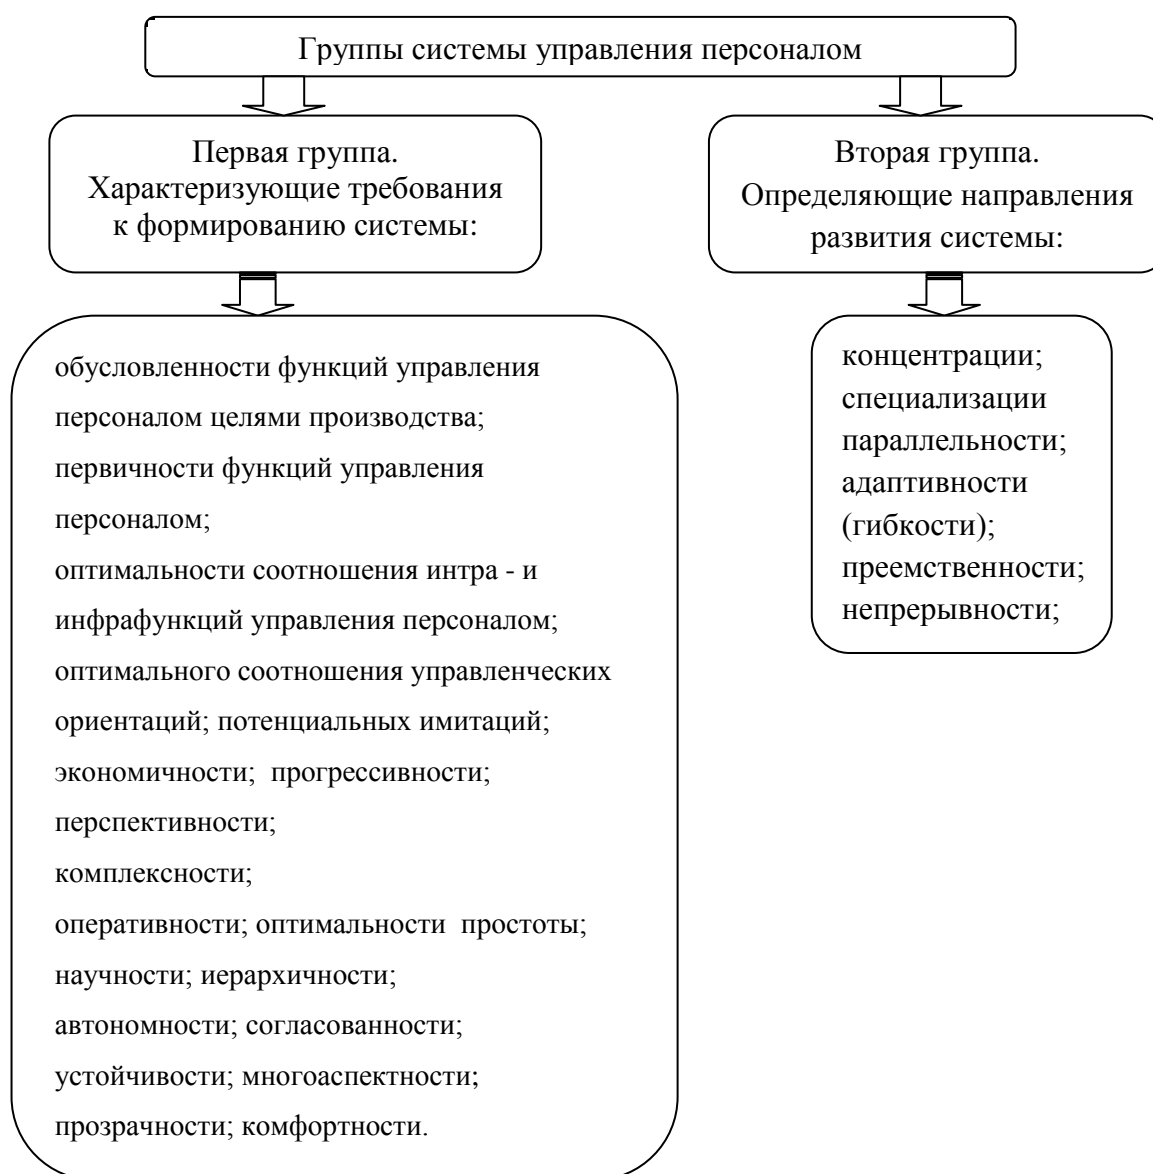 Группы системы управления персоналом
Первая группа.
Характеризующие требования
к формированию системы:
Вторая группа.
Определяющие направления
развития системы:
обусловленности функций управления
персоналом целями производства;
первичности функций управления
персоналом;
оптимальности соотношения интра - и
инфрафункций управления персоналом;
оптимального соотношения управленческих
ориентаций; потенциальных имитаций;
экономичности;  прогрессивности;
перспективности;
комплексности;
оперативности; оптимальности  простоты;
научности; иерархичности;
автономности; согласованности;
устойчивости; многоаспектности;
прозрачности; комфортности.
концентрации;
специализации
параллельности;
адаптивности
(гибкости);
преемственности;
непрерывности;